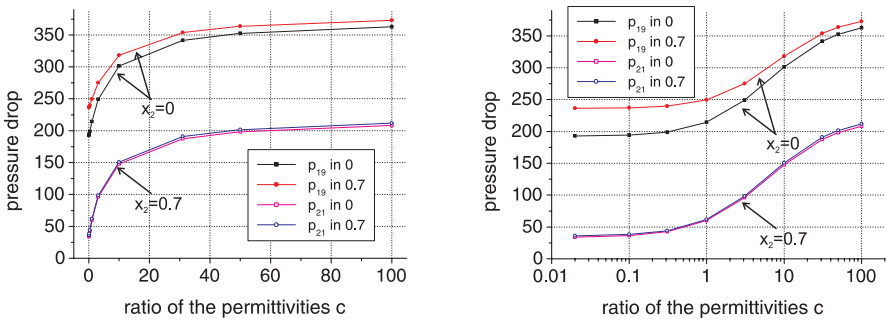 350
300
250
200
150
100
50
0
pressure drop
x2=0
x2=0.7
p19 in 0
p19 in 0.7
p21 in 0
p21 in 0.7
0 20 40 60 80 100
ratio of the permittivities c
350
300
250
200
150
100
50
0
pressure drop
p19 in 0
p19 in 0.7
p21 in 0
p21 in 0.7
x2=0
x2=0.7
0.01 0.1 1 10 100
ratio of the permittivities c